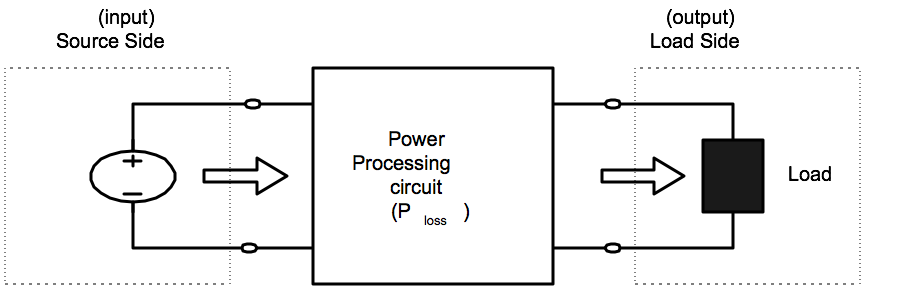 (input)
Source Side
(output)
Load Side
+
−
Power
Processing
circuit
(P loss )
Load